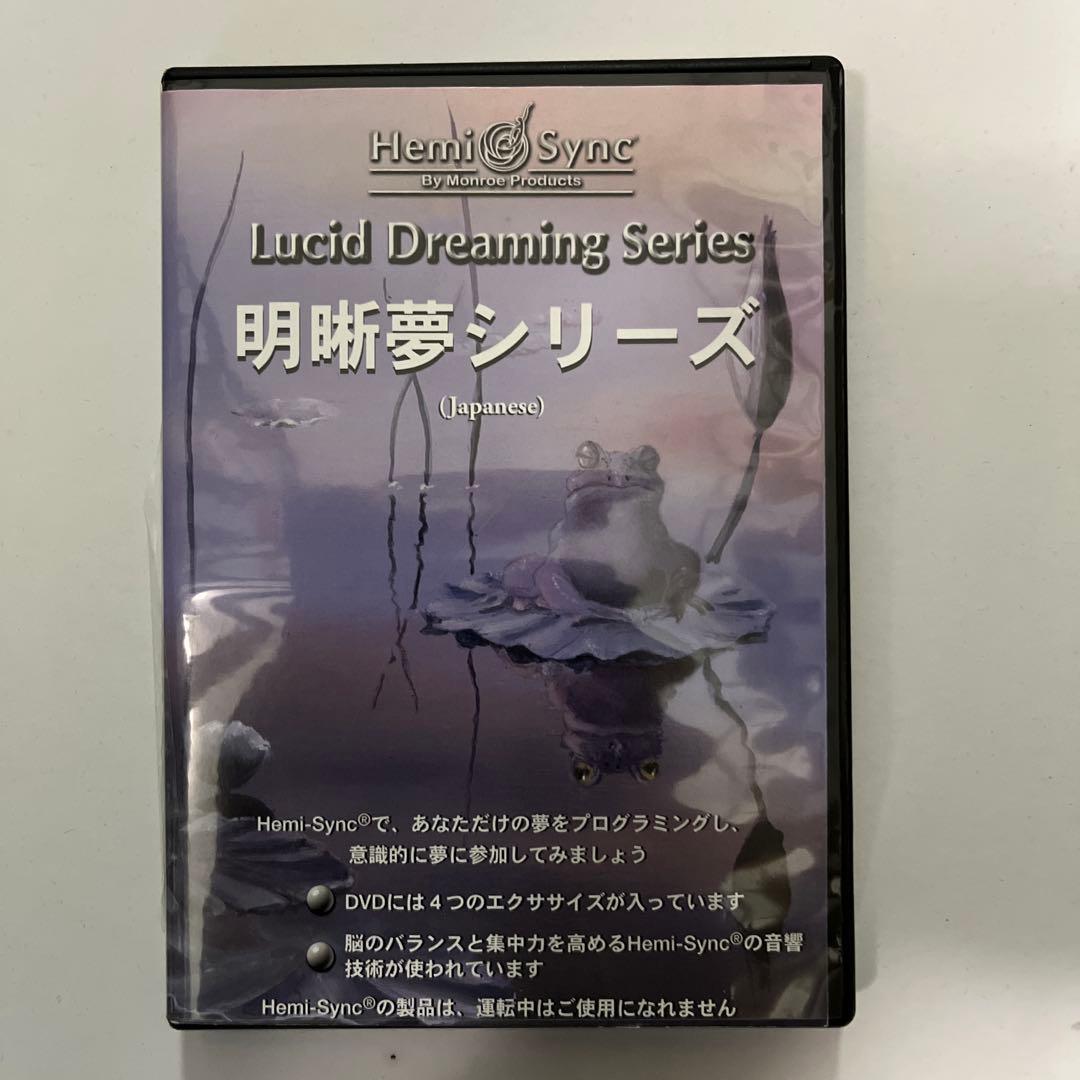 Hemi Sync®
By Monroe Products
Lucid Dreaming Series
明晰夢シリーズ
(Japanese)
Hemi-Sync®で、あなただけの夢をプログラミングし、
意識的に夢に参加してみましょう
DVDには４つのエクササイズが入っています
脳のバランスと集中力を高めるHemi-Sync®の音響
技術が使われています
Hemi-Sync®の製品は、運転中はご使用になれません